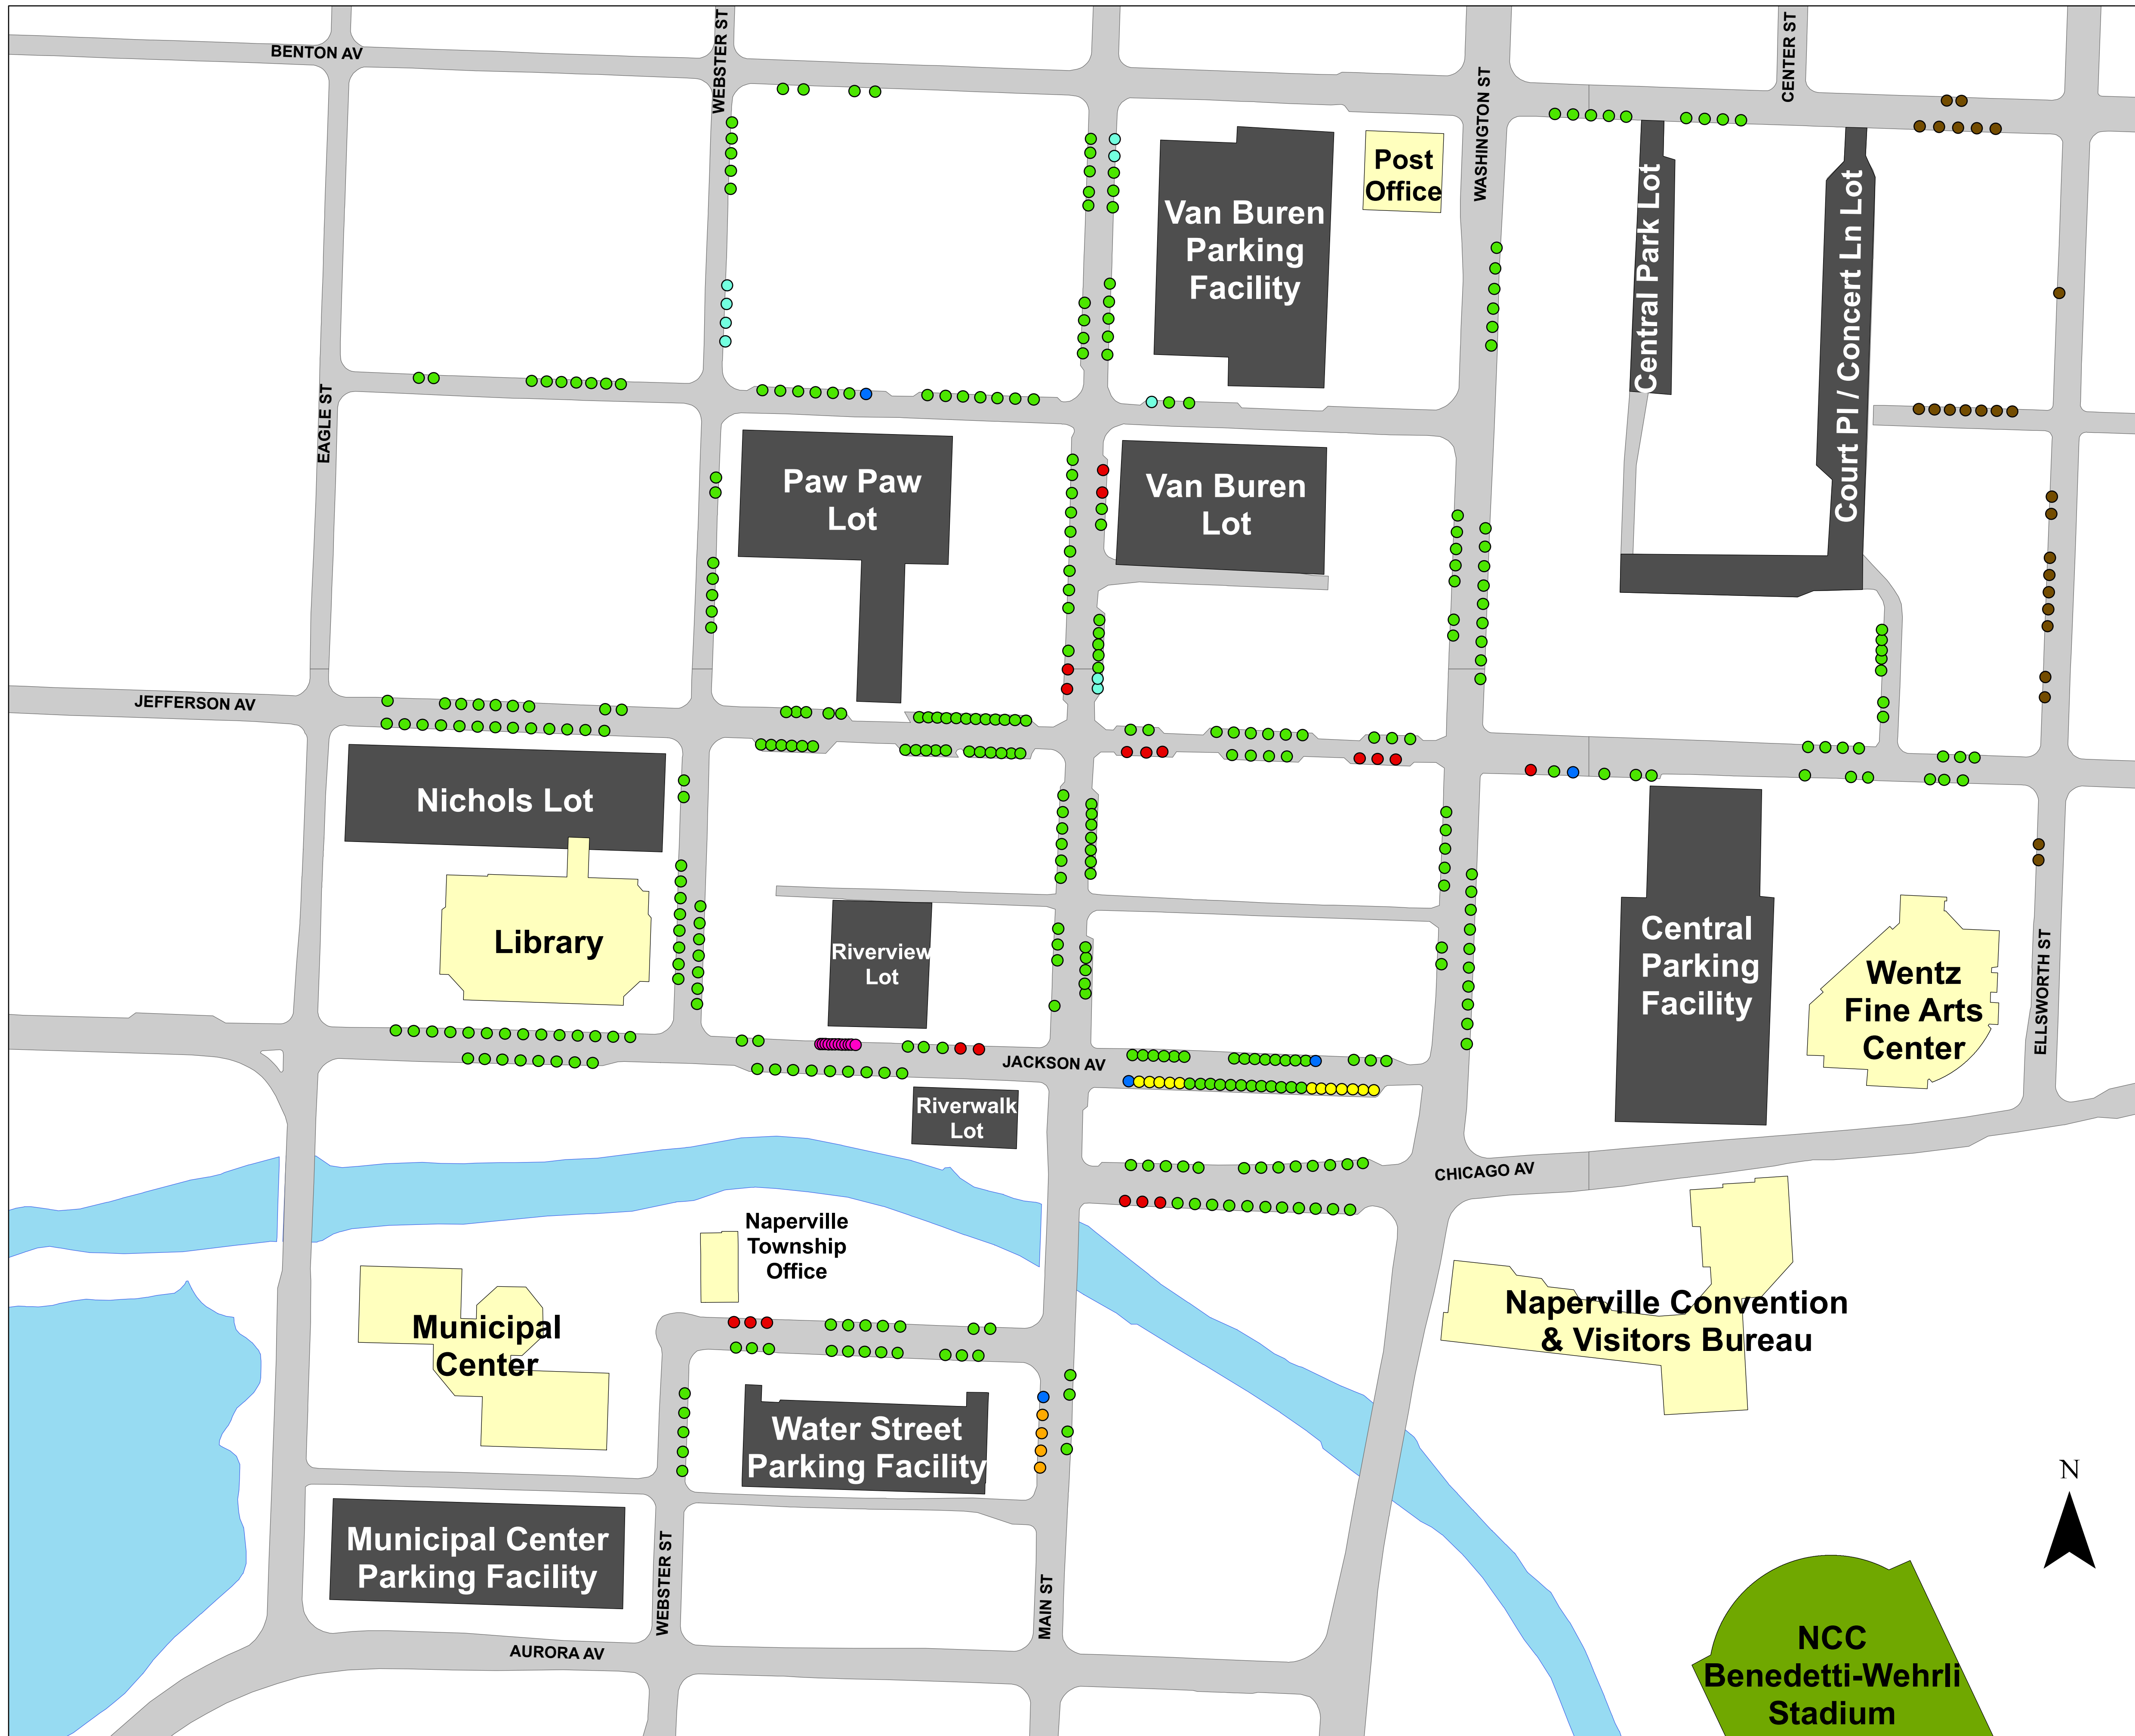 BENTON AV
WEBSTER ST
CENTER ST
WASHINGTON ST
Post
Office
Van Buren
Parking
Facility
Central Park Lot
Court Pl / Concert Ln Lot
EAGLE ST
Paw Paw
Lot
Van Buren
Lot
JEFFERSON AV
Nichols Lot
Library
Riverview
Lot
Central
Parking
Facility
Wentz
Fine Arts
Center
ELLSWORTH ST
JACKSON AV
Riverwalk
Lot
CHICAGO AV
Naperville
Township
Office
Municipal
Center
Naperville Convention
& Visitors Bureau
Water Street
Parking Facility
N
Municipal Center
Parking Facility
WEBSTER ST
MAIN ST
AURORA AV
NCC
Benedetti-Wehrli
Stadium